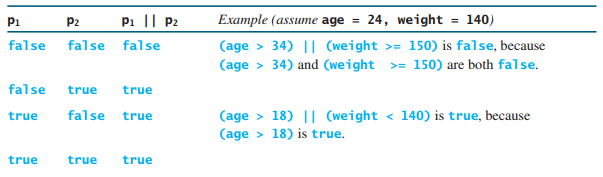 p1 p2 p1 || p2 Example (assume age = 24, weight = 140)
false false false (age > 34) || (weight >= 150) is false, because
(age > 34) and (weight >= 150) are both false.
false true true
true false true (age > 18) || (weight < 140) is true, because
(age > 18) is true.
true true true